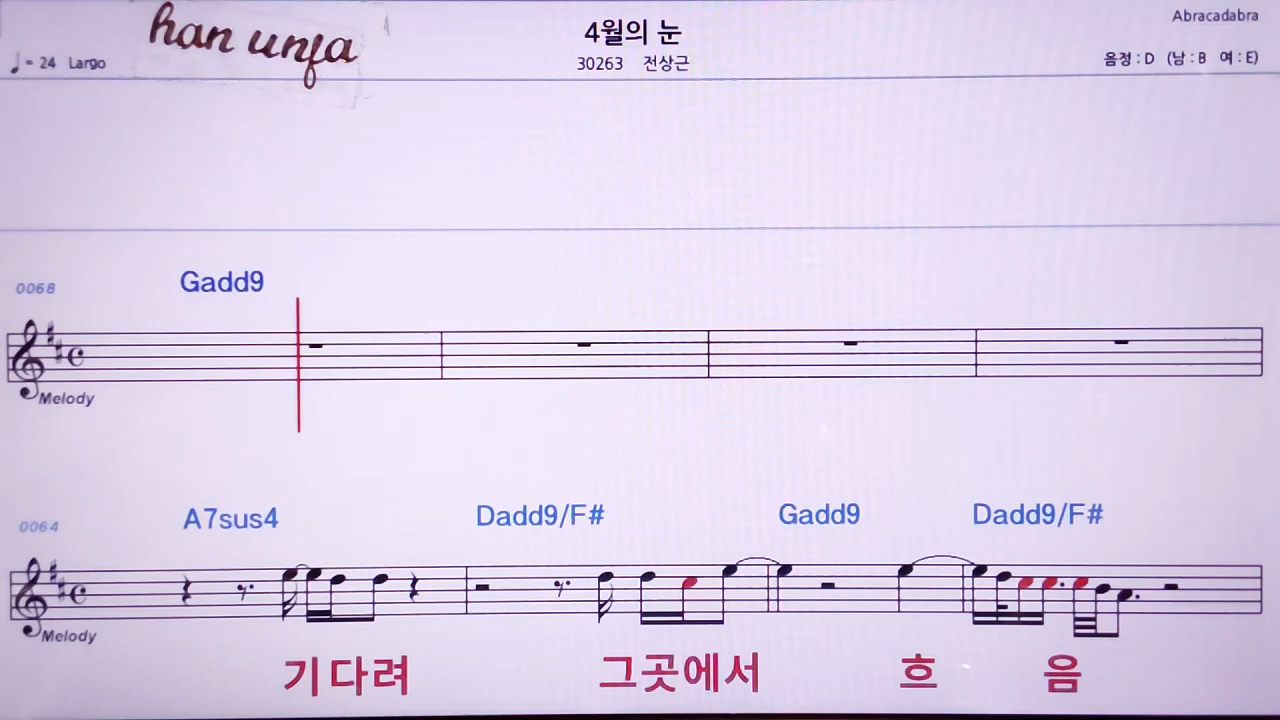 han unja
4월의 눈
Abracadabra
♩= 24 Largo
30263 전상근
음정 : D (남 : B 여 : E)
0068
Gadd9
Melody
0064
A7sus4 Dadd9/F# Gadd9 Dadd9/F#
Melody
기다려 그곳에서 흐 음